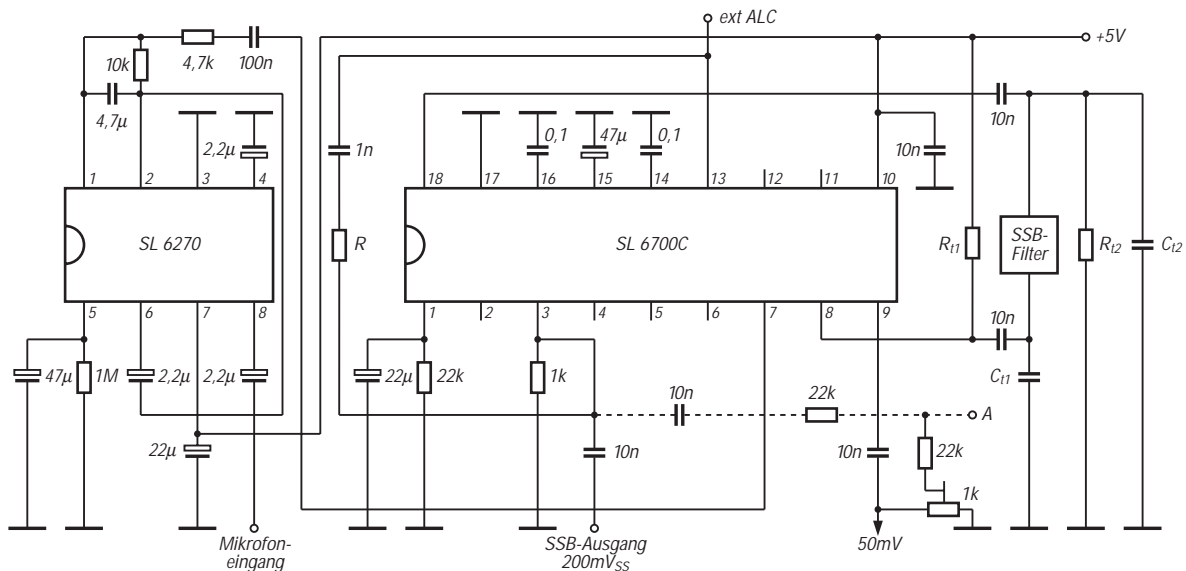 ext ALC
+5V
10k
4,7k
100n
4,7µ
2,2µ
1n
0,1
47µ
0,1
10n
10n
1
2
3
4
18
17
16
15
14
13
12
11
10
SL 6270
R
SL 6700C
Rt1
SSB-
Filter
Rt2
Ct2
5
6
7
8
1
2
3
4
5
6
7
8
9
10n
47µ
1M
2,2µ
2,2µ
22µ
22k
1k
Ct1
10n
22k
A
22µ
10n
10n
22k
1k
Mikrofon-
eingang
SSB-Ausgang
200mVSS
50mV